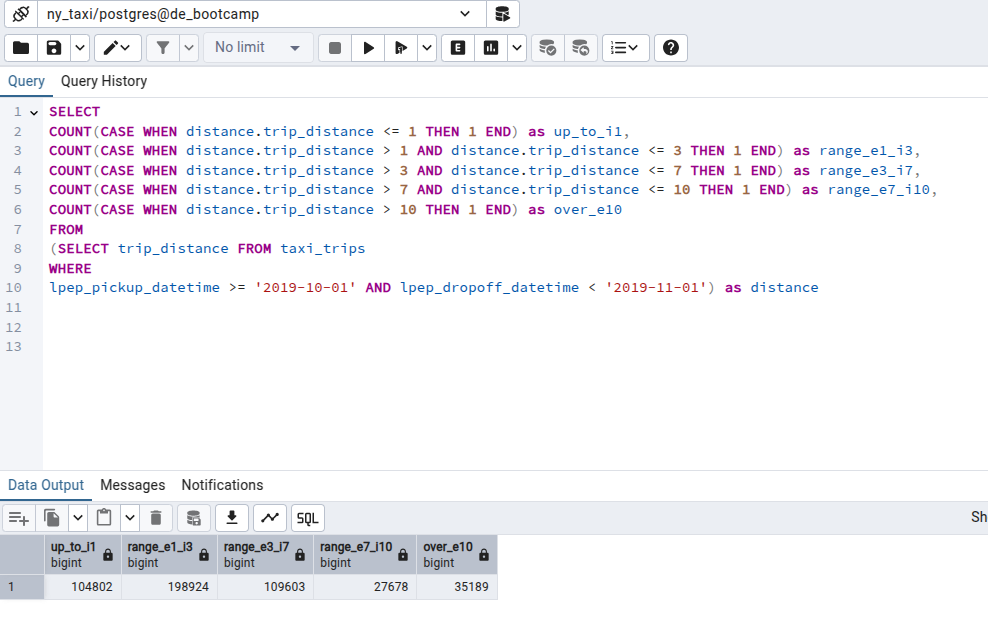 ny_taxi/postgres@de_bootcamp
No limit
E
SQL
Query Query History
1 SELECT
2 COUNT(CASE WHEN distance.trip_distance <= 1 THEN 1 END) as up_to_i1,
3 COUNT(CASE WHEN distance.trip_distance > 1 AND distance.trip_distance <= 3 THEN 1 END) as range_e1_i3,
4 COUNT(CASE WHEN distance.trip_distance > 3 AND distance.trip_distance <= 7 THEN 1 END) as range_e3_i7,
5 COUNT(CASE WHEN distance.trip_distance > 7 AND distance.trip_distance <= 10 THEN 1 END) as range_e7_i10,
6 COUNT(CASE WHEN distance.trip_distance > 10 THEN 1 END) as over_e10
7 FROM
8 (SELECT trip_distance FROM taxi_trips
9 WHERE
10 lpep_pickup_datetime >= '2019-10-01' AND lpep_dropoff_datetime < '2019-11-01') as distance
11
12
13
Data Output Messages Notifications
SQL Sh
up_to_i1 range_e1_i3 range_e3_i7 range_e7_i10 over_e10
bigint bigint bigint bigint bigint
1 104802 198924 109603 27678 35189